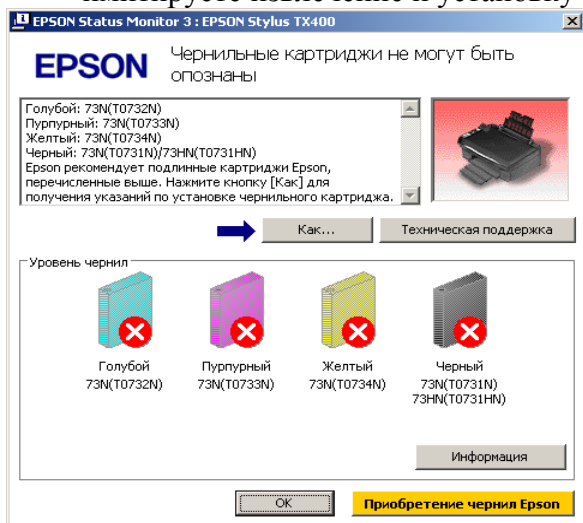 имитируете извлечение и установку
EPSON Status Monitor 3 : EPSON Stylus TX400
EPSON
Чернильные картриджи не могут быть
опознаны
Голубой: 73N(T0732N)
Пурпурный: 73N(T0733N)
Желтый: 73N(T0734N)
Черный: 73N(T0731N)/73HN(T0731HN)
Epson рекомендует подлинные картриджи Epson,
перечисленные выше. Нажмите кнопку [Как] для
получения указаний по установке чернильного картриджа.
Как...
Техническая поддержка
Уровень чернил
Голубой
73N(T0732N)
Пурпурный
73N(T0733N)
Желтый
73N(T0734N)
Черный
73N(T0731N)
73HN(T0731HN)
Информация
OK
Приобретение чернил Epson